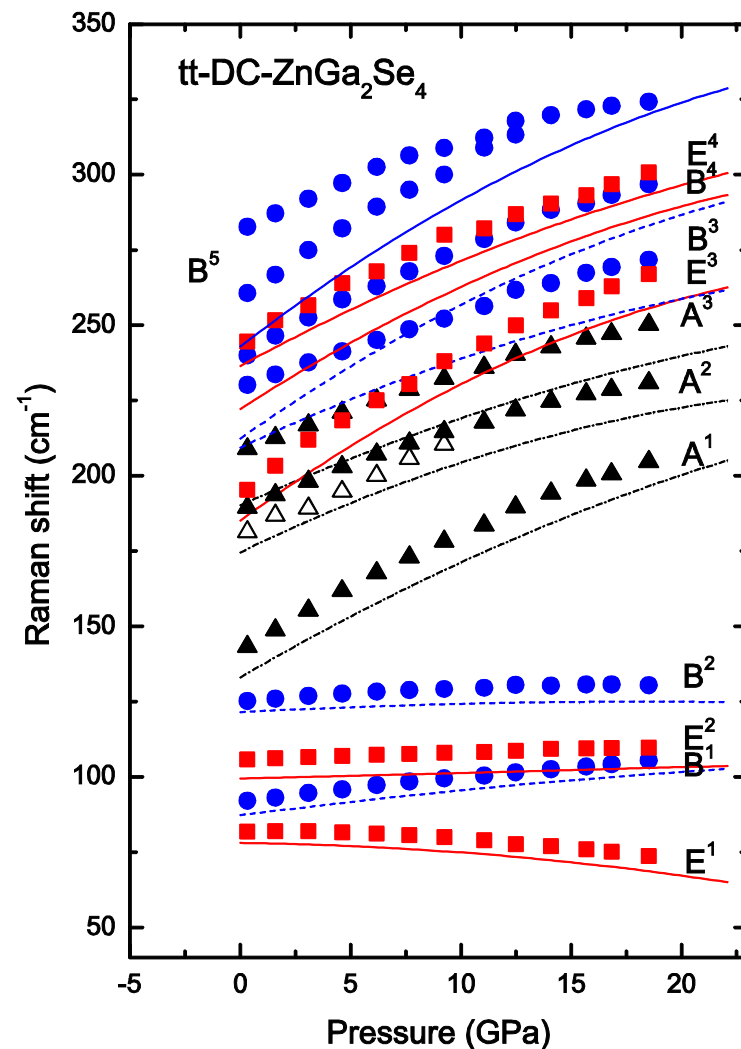 350
tt-DC-ZnGa₂Se₄
300
E⁴
B⁴
B³
B⁵
E³
250
A³
A²
200
A¹
150
B²
E²
B¹
100
E¹
50
-5 0 5 10 15 20
Raman shift (cm⁻¹)
Pressure (GPa)